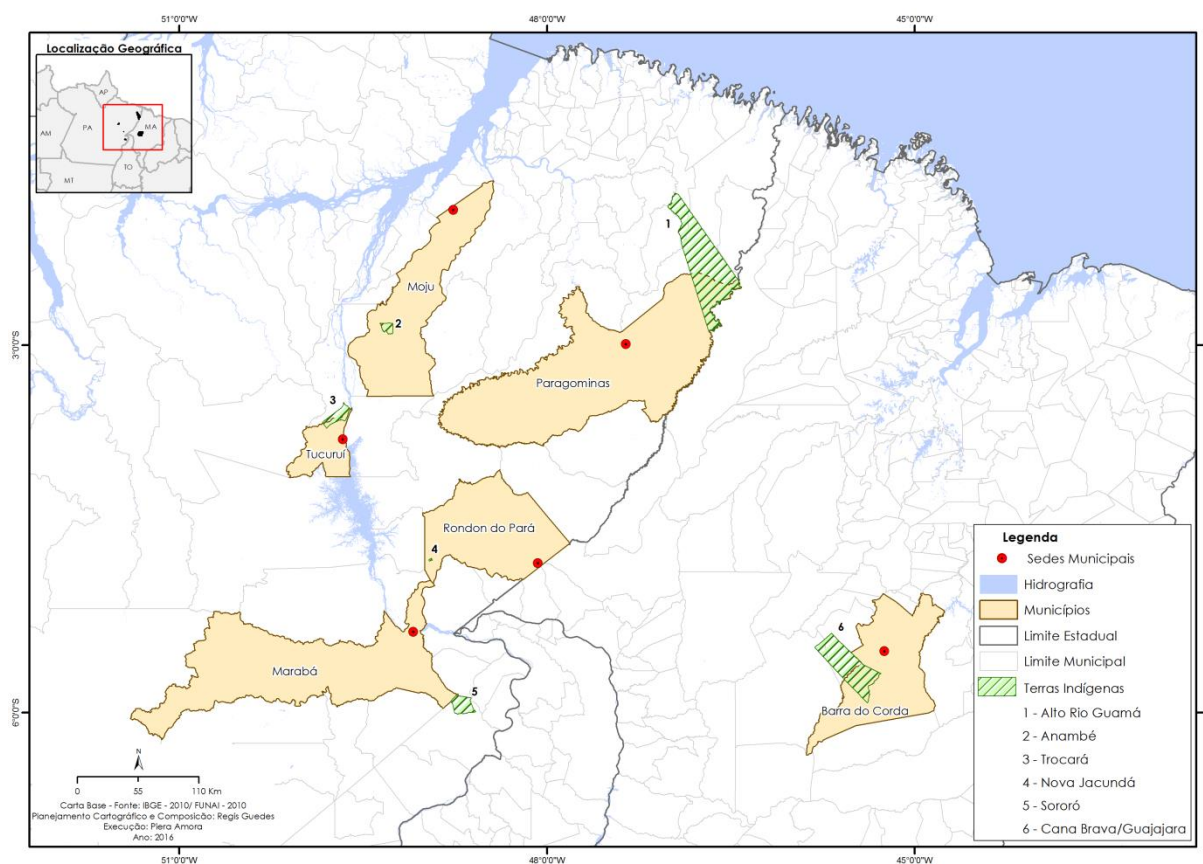 51°0'0"W
48°0'0"W
45°0'0"W
Localização Geográfica
AP
AM
PA
MA
TO
MT
1
Moju
2
3°0'0"S
Paragominas
3
Tucuruí
Rondon do Pará
4
Marabá
5
6
Barra do Corda
6°0'0"S
N
0 55 110 Km
Carta Base - Fonte: IBGE - 2010/ FUNAI - 2010
Planejamento Cartográfico e Composicão: Regis Guedes
Execução: Piera Amora
Ano: 2016
Legenda
Sedes Municipais
Hidrografia
Municípios
Limite Estadual
Limite Municipal
Terras Indígenas
1 - Alto Rio Guamá
2 - Anambé
3 - Trocará
4 - Nova Jacundá
5 - Sororó
6 - Cana Brava/Guajajara
51°0'0"W
48°0'0"W
45°0'0"W